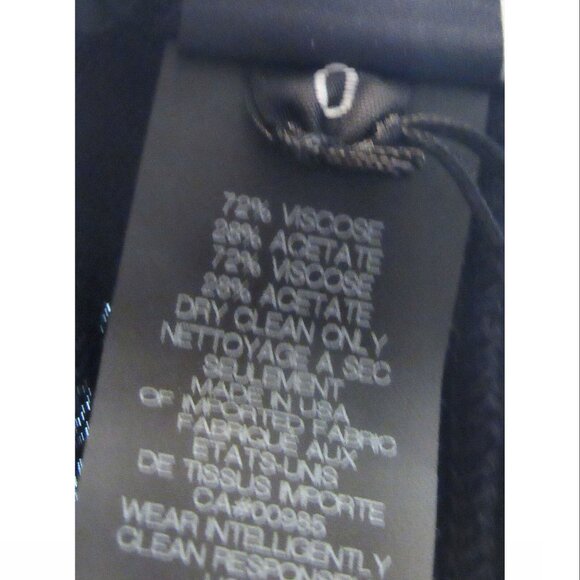 0
72% VISCOSE
28% ACETATE
72% VISCOSE
28% ACETATE
DRY CLEAN ONLY
NETTOYAGE A SEC
SEULEMENT
MADE IN USA
OF IMPORTED FABRIC
FABRIQUE AUX
ETATS-UNIS
DE TISSUS IMPORTE
CA#00985
WEAR INTELLIGENTLY
CLEAN